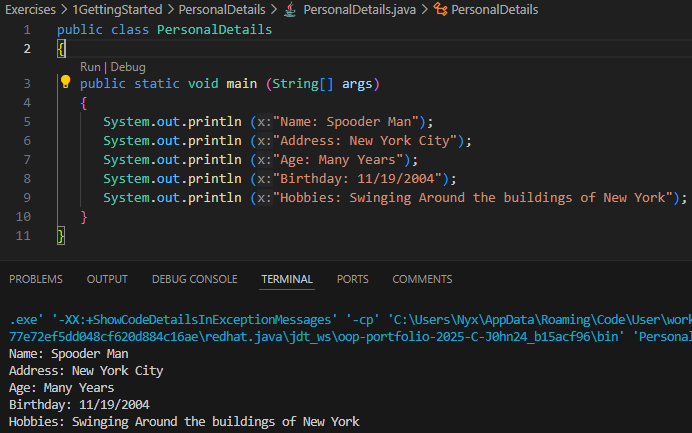 Exercises > 1GettingStarted > PersonalDetails > PersonalDetails.java > PersonalDetails
1 public class PersonalDetails
2 {
Run | Debug
3 public static void main (String[] args)
4 {
5 System.out.println (x:"Name: Spooder Man");
6 System.out.println (x:"Address: New York City");
7 System.out.println (x:"Age: Many Years");
8 System.out.println (x:"Birthday: 11/19/2004");
9 System.out.println (x:"Hobbies: Swinging Around the buildings of New York");
10 }
11 }
PROBLEMS OUTPUT DEBUG CONSOLE TERMINAL PORTS COMMENTS
.exe' '-XX:+ShowCodeDetailsInExceptionMessages' '-cp' 'C:\Users\Nyx\AppData\Roaming\Code\User\work
77e72ef5dd048cf620d884c16ae\redhat.java\jdt_ws\oop-portfolio-2025-C-J0hn24_b15acf96\bin' 'Personal
Name: Spooder Man
Address: New York City
Age: Many Years
Birthday: 11/19/2004
Hobbies: Swinging Around the buildings of New York